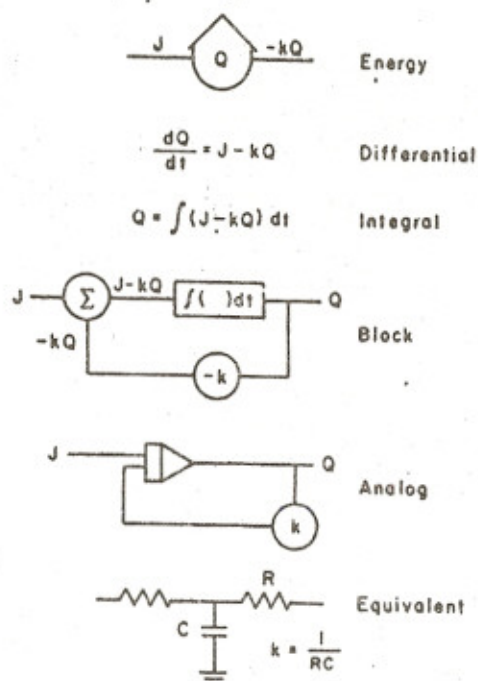 J Q -kQ Energy
dQ/dt = J - kQ Differential
Q = ∫(J-kQ) dt Integral
J Σ J-kQ ∫( )dt Q
-kQ -k Block
J Q
k Analog
R Equivalent
C k = 1/RC